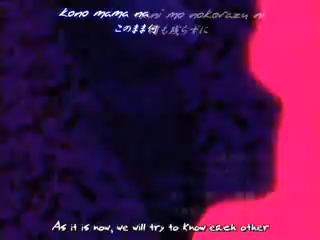 kono mama nani mo nokorazu ni
このまま何も残らずに
As it is now, we will try to know each other